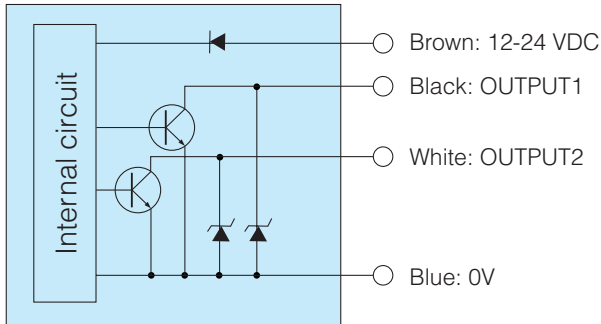 Internal circuit
Brown: 12-24 VDC
Black: OUTPUT1
White: OUTPUT2
Blue: 0V